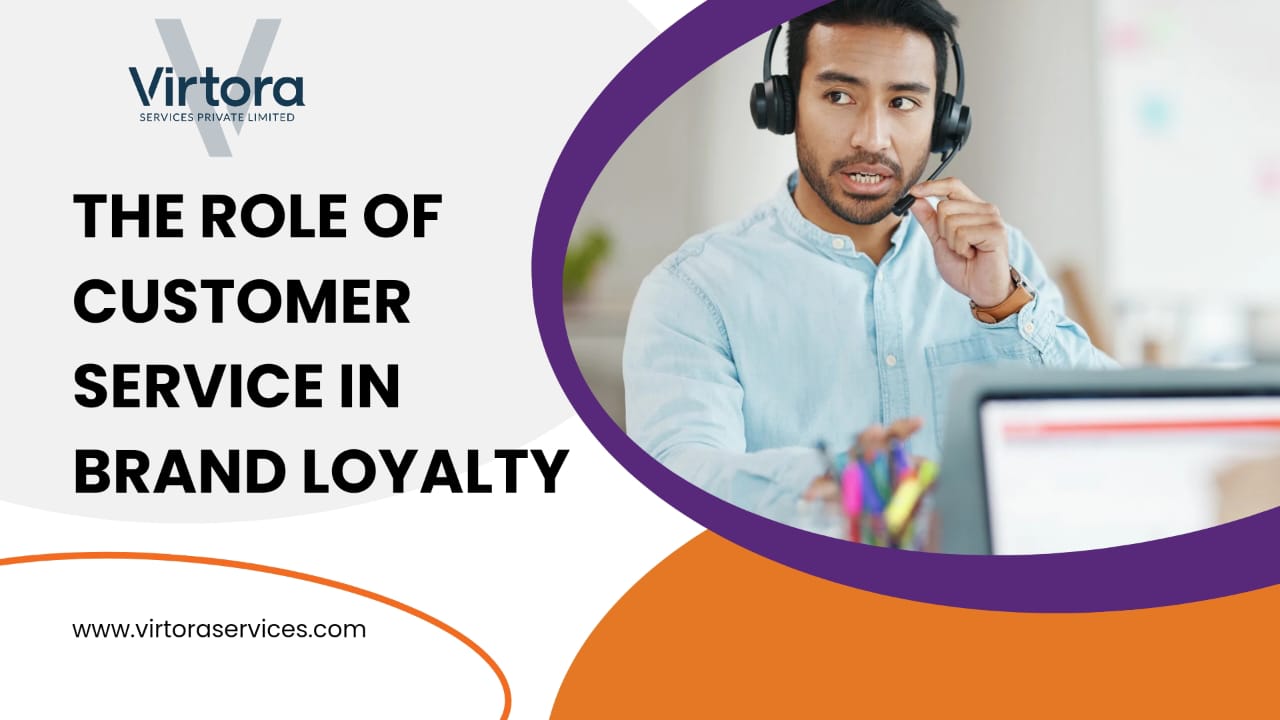 Virtora
SERVICES PRIVATE LIMITED
THE ROLE OF
CUSTOMER
SERVICE IN
BRAND LOYALTY
www.virtoraservices.com